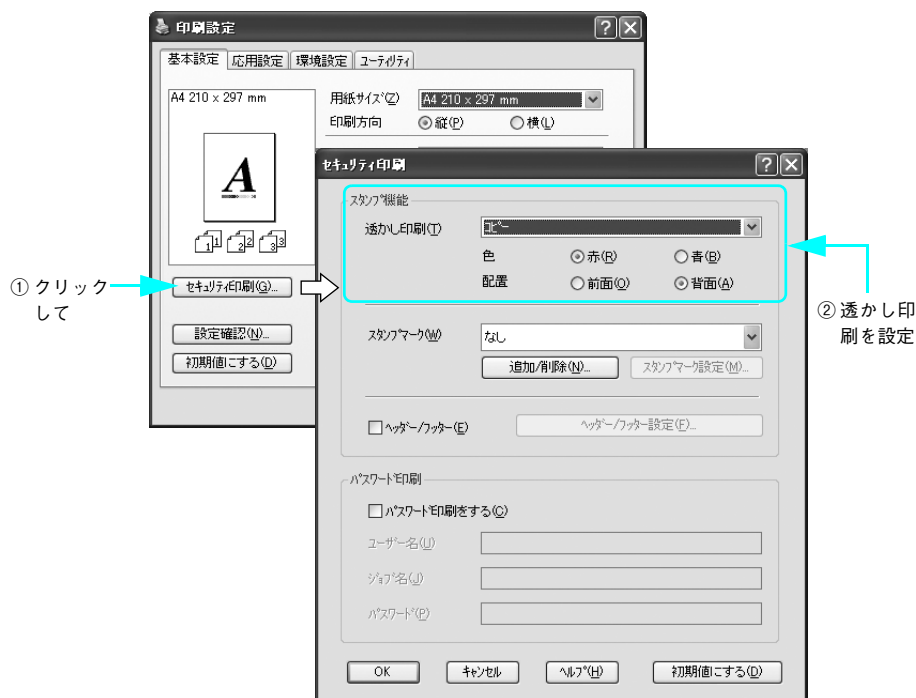 印刷設定
基本設定 応用設定 環境設定 ユーティリティ
A4 210 x 297 mm
用紙サイズ(Z) A4 210 x 297 mm
印刷方向 縦(P) 横(L)
A
1 1 2 2 3 3
① クリック
して
セキュリティ印刷(G)...
設定確認(N)...
初期値にする(D)
セキュリティ印刷
スタンプ機能
透かし印刷(T) コピー
色 赤(R) 青(B)
配置 前面(O) 背面(A)
② 透かし印
刷を設定
スタンプマーク(W) なし
追加/削除(N)... スタンプマーク設定(M)...
ヘッダー/フッター(E) ヘッダー/フッター設定(F)...
パスワード印刷
パスワード印刷をする(C)
ユーザー名(U)
ジョブ名(J)
パスワード(P)
OK キャンセル ヘルプ(H) 初期値にする(D)